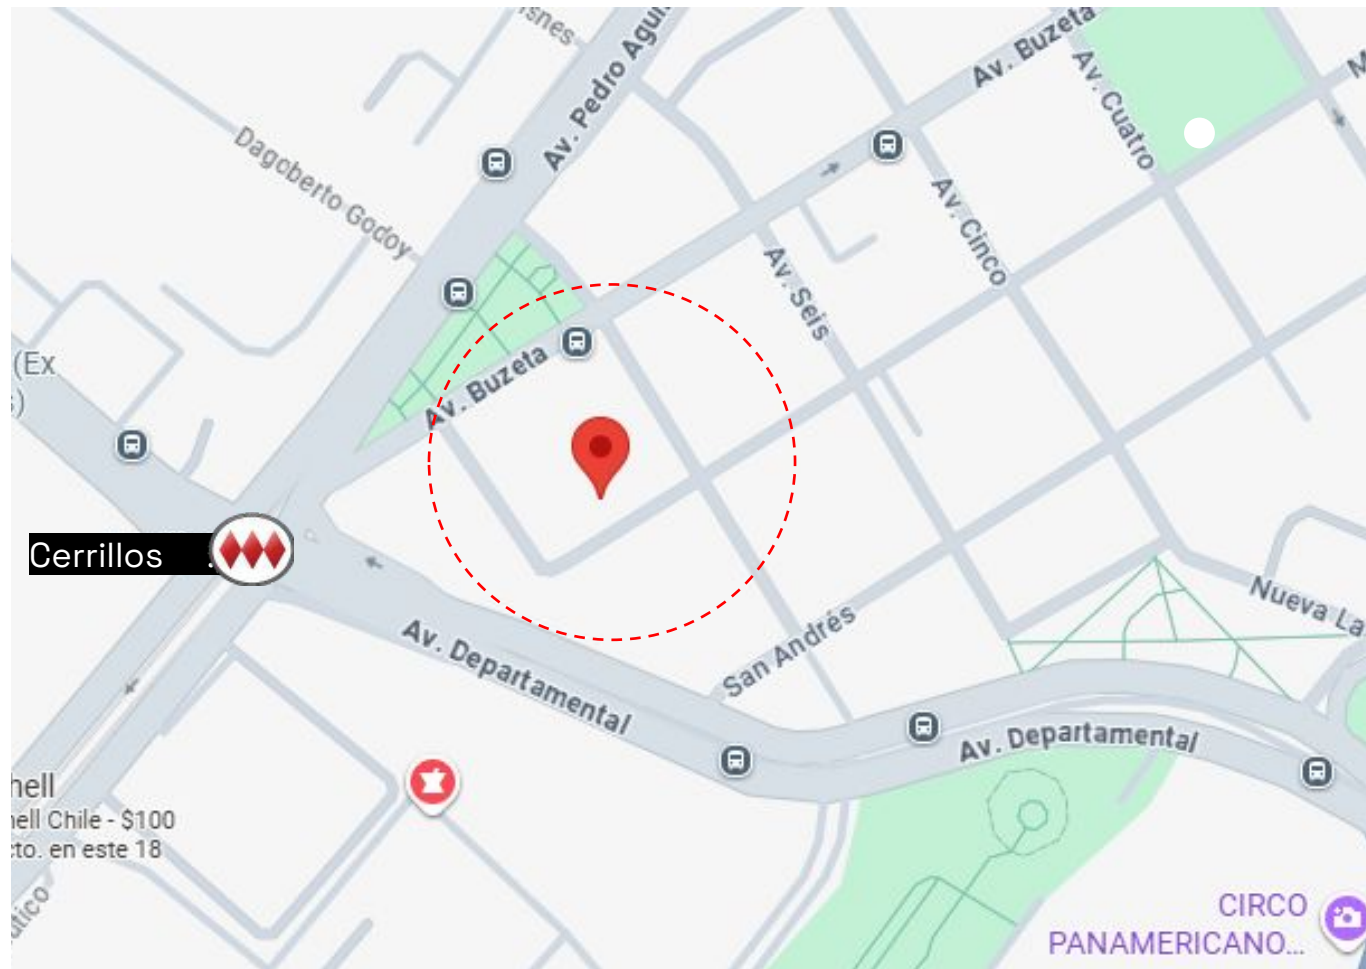 Av. Pedro Agui
Av. Buzeta
Av. Cuatro
Dagoberto Godoy
Av. Cinco
Av. Seis
(Ex
Av. Buzeta
Cerrillos
Av. Departamental
San Andrés
Nueva La
Av. Departamental
hell
hell Chile - $100
cto. en este 18
CIRCO
PANAMERICANO...